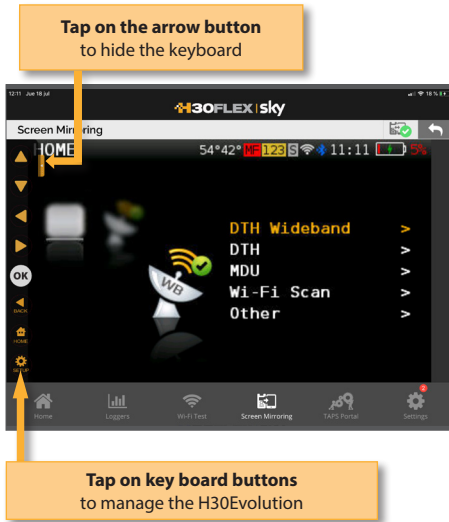 Tap on the arrow button
to hide the keyboard
12:11 Jue 18 jul
18 %
H30FLEX | sky
Screen Mirroring
HOME 54°42° MF 123 S 11:11 5%
DTH Wideband >
DTH >
MDU >
Wi-Fi Scan >
Other >
WB
OK
BACK
HOME
SETUP
2
Home Loggers Wi-Fi Test Screen Mirroring TAPS Portal Settings
Tap on key board buttons
to manage the H30Evolution